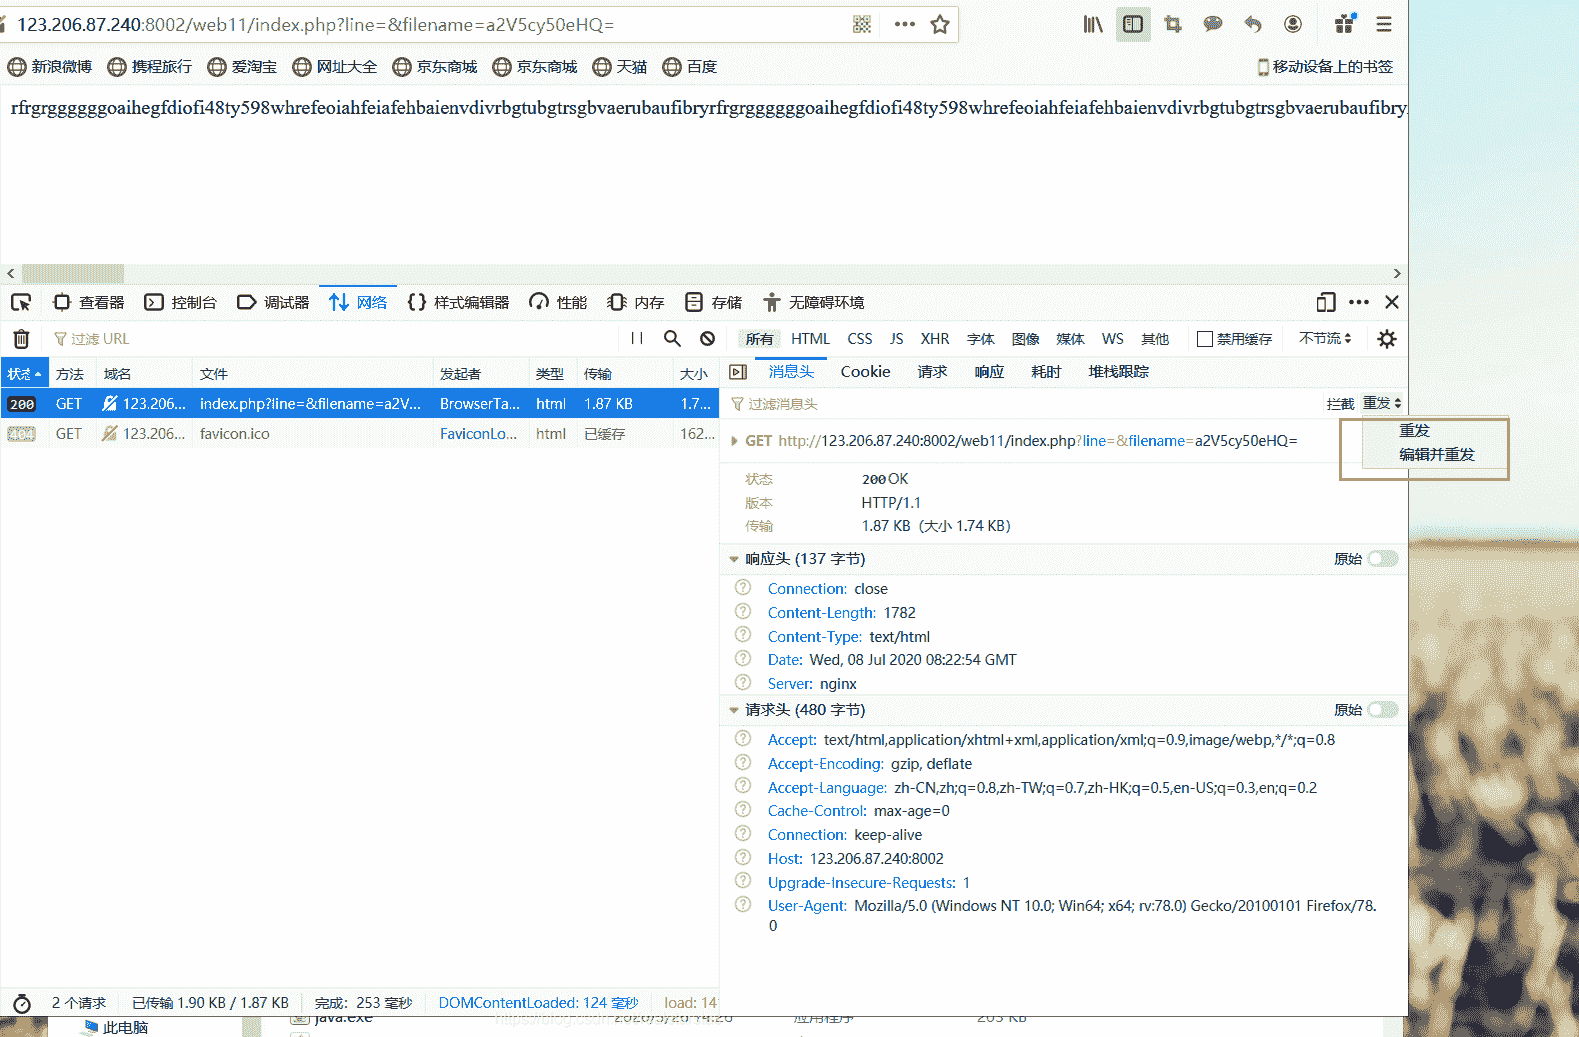 123.206.87.240:8002/web11/index.php?line=&filename=a2V5cy50eHQ=
新浪微博 携程旅行 爱淘宝 网址大全 京东商城 京东商城 天猫 百度 移动设备上的书签
rfrgrggggggoaihegfdiofi48ty598whrefeoiahfeiafehbaienvdivrbgtubgtrsgbvaerubaufibryrfrgrggggggoaihegfdiofi48ty598whrefeoiahfeiafehbaienvdivrbgtubgtrsgbvaerubaufibry
查看器 控制台 调试器 网络 {} 样式编辑器 性能 内存 存储 无障碍环境
过滤 URL 所有 HTML CSS JS XHR 字体 图像 媒体 WS 其他 禁用缓存 不节流
状态 方法 域名 文件 发起者 类型 传输 大小 消息头 Cookie 请求 响应 耗时 堆栈跟踪
200 GET 123.206... index.php?line=&filename=a2V... BrowserTa... html 1.87 KB 1.7... 过滤消息头 拦截 重发
GET 123.206... favicon.ico FaviconLo... html 已缓存 162...
重发
编辑并重发
GET http://123.206.87.240:8002/web11/index.php?line=&filename=a2V5cy50eHQ=
状态 200 OK
版本 HTTP/1.1
传输 1.87 KB（大小 1.74 KB）
响应头 (137 字节) 原始
Connection: close
Content-Length: 1782
Content-Type: text/html
Date: Wed, 08 Jul 2020 08:22:54 GMT
Server: nginx
请求头 (480 字节) 原始
Accept: text/html,application/xhtml+xml,application/xml;q=0.9,image/webp,*/*;q=0.8
Accept-Encoding: gzip, deflate
Accept-Language: zh-CN,zh;q=0.8,zh-TW;q=0.7,zh-HK;q=0.5,en-US;q=0.3,en;q=0.2
Cache-Control: max-age=0
Connection: keep-alive
Host: 123.206.87.240:8002
Upgrade-Insecure-Requests: 1
User-Agent: Mozilla/5.0 (Windows NT 10.0; Win64; x64; rv:78.0) Gecko/20100101 Firefox/78.
0
2 个请求 已传输 1.90 KB / 1.87 KB 完成：253 毫秒 DOMContentLoaded: 124 毫秒 load: 14
此电脑 java.exe 应用程序 203 KB